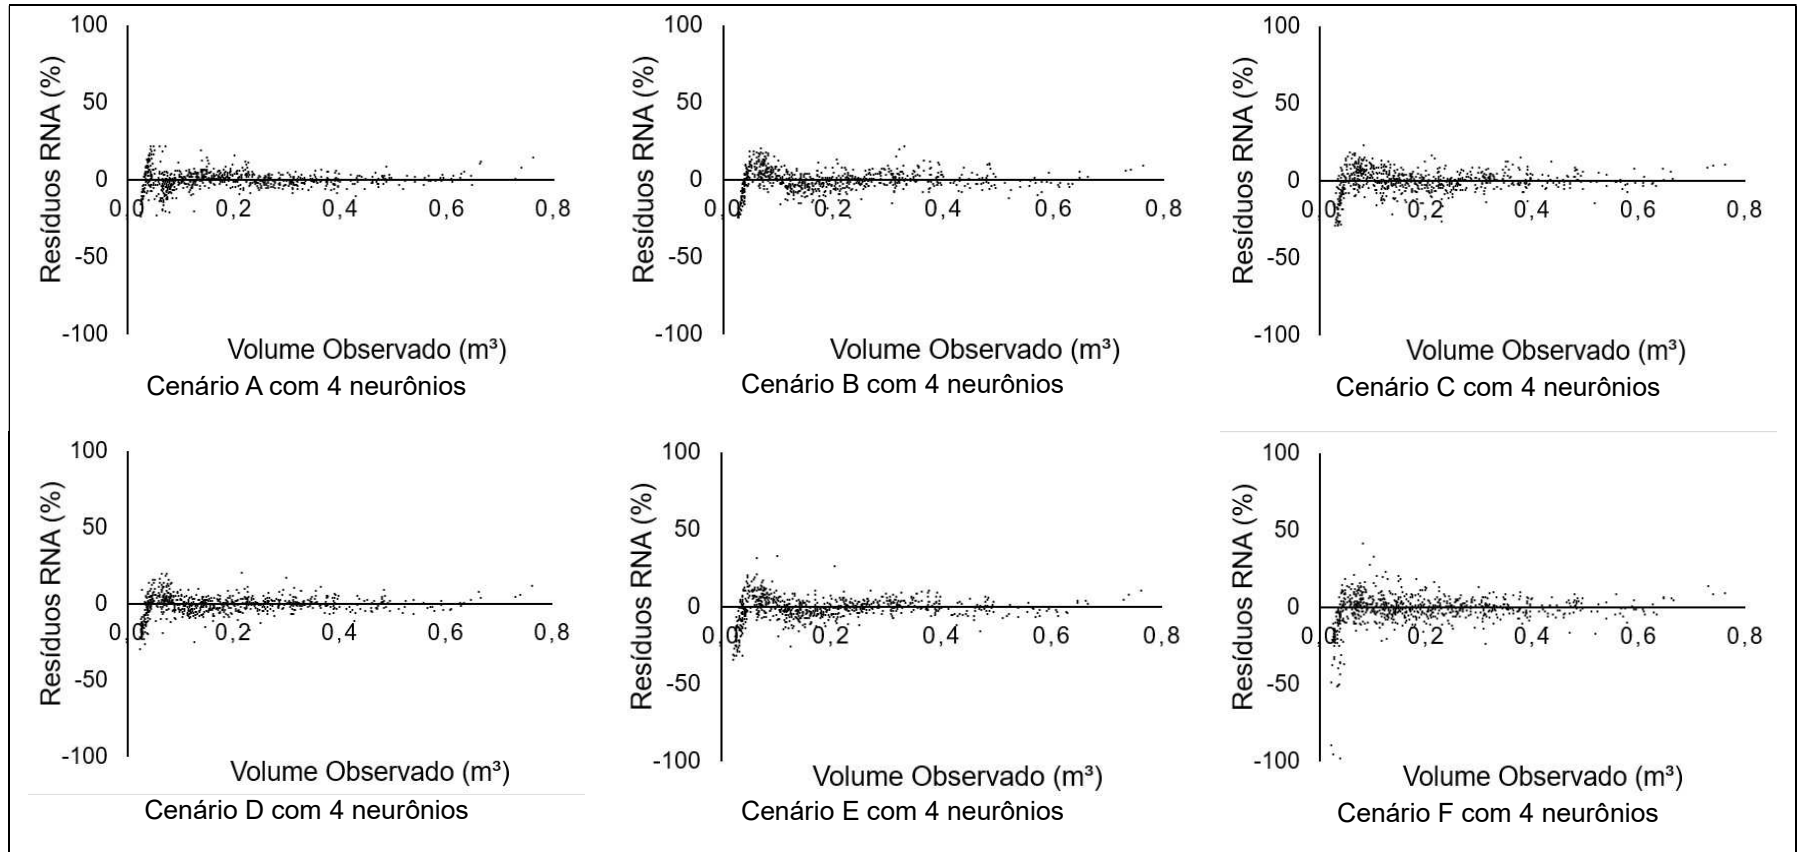 100
50
0
-50
-100
Resíduos RNA (%)
0,0 0,2 0,4 0,6 0,8
Volume Observado (m³)
Cenário A com 4 neurônios
100
50
0
-50
-100
Resíduos RNA (%)
0,0 0,2 0,4 0,6 0,8
Volume Observado (m³)
Cenário B com 4 neurônios
100
50
0
-50
-100
Resíduos RNA (%)
0,0 0,2 0,4 0,6 0,8
Volume Observado (m³)
Cenário C com 4 neurônios
100
50
0
-50
-100
Resíduos RNA (%)
0,0 0,2 0,4 0,6 0,8
Volume Observado (m³)
Cenário D com 4 neurônios
100
50
0
-50
-100
Resíduos RNA (%)
0,0 0,2 0,4 0,6 0,8
Volume Observado (m³)
Cenário E com 4 neurônios
100
50
0
-50
-100
Resíduos RNA (%)
0,0 0,2 0,4 0,6 0,8
Volume Observado (m³)
Cenário F com 4 neurônios